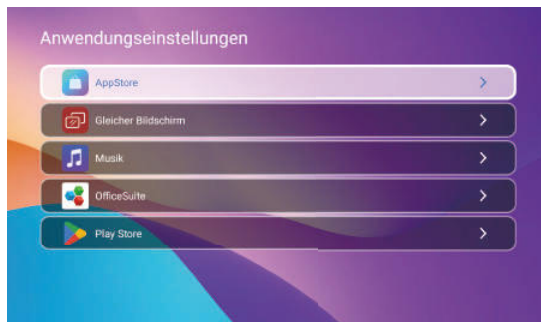 Anwendungseinstellungen
AppStore
Gleicher Bildschirm
Musik
OfficeSuite
Play Store